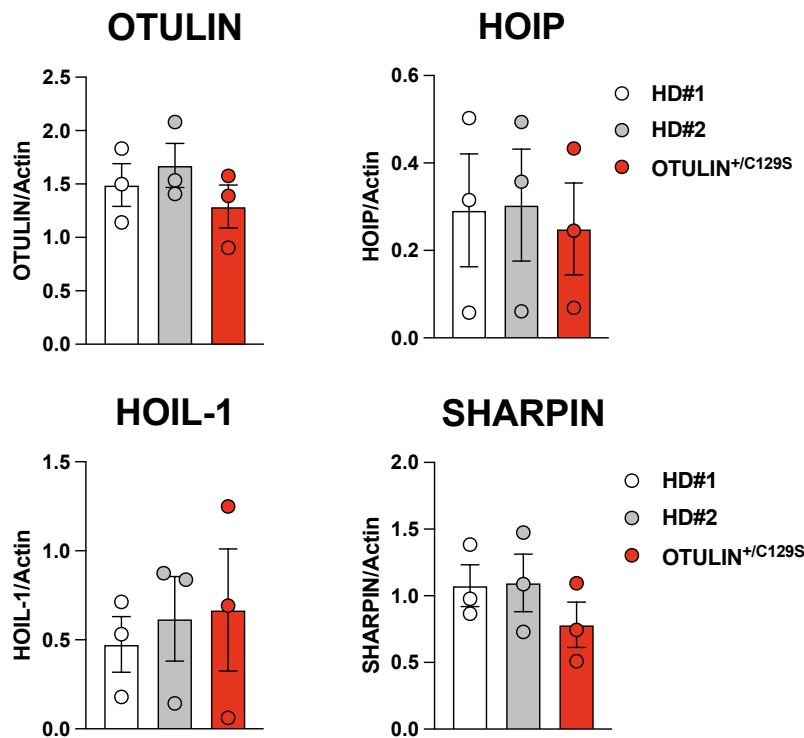 OTULIN
2.5
2.0
1.5
1.0
0.5
0.0
OTULIN/Actin
HOIP
0.6
0.4
0.2
0.0
HOIP/Actin
HD#1
HD#2
OTULIN+/C129S
HOIL-1
1.5
1.0
0.5
0.0
HOIL-1/Actin
SHARPIN
2.0
1.5
1.0
0.5
0.0
SHARPIN/Actin
HD#1
HD#2
OTULIN+/C129S